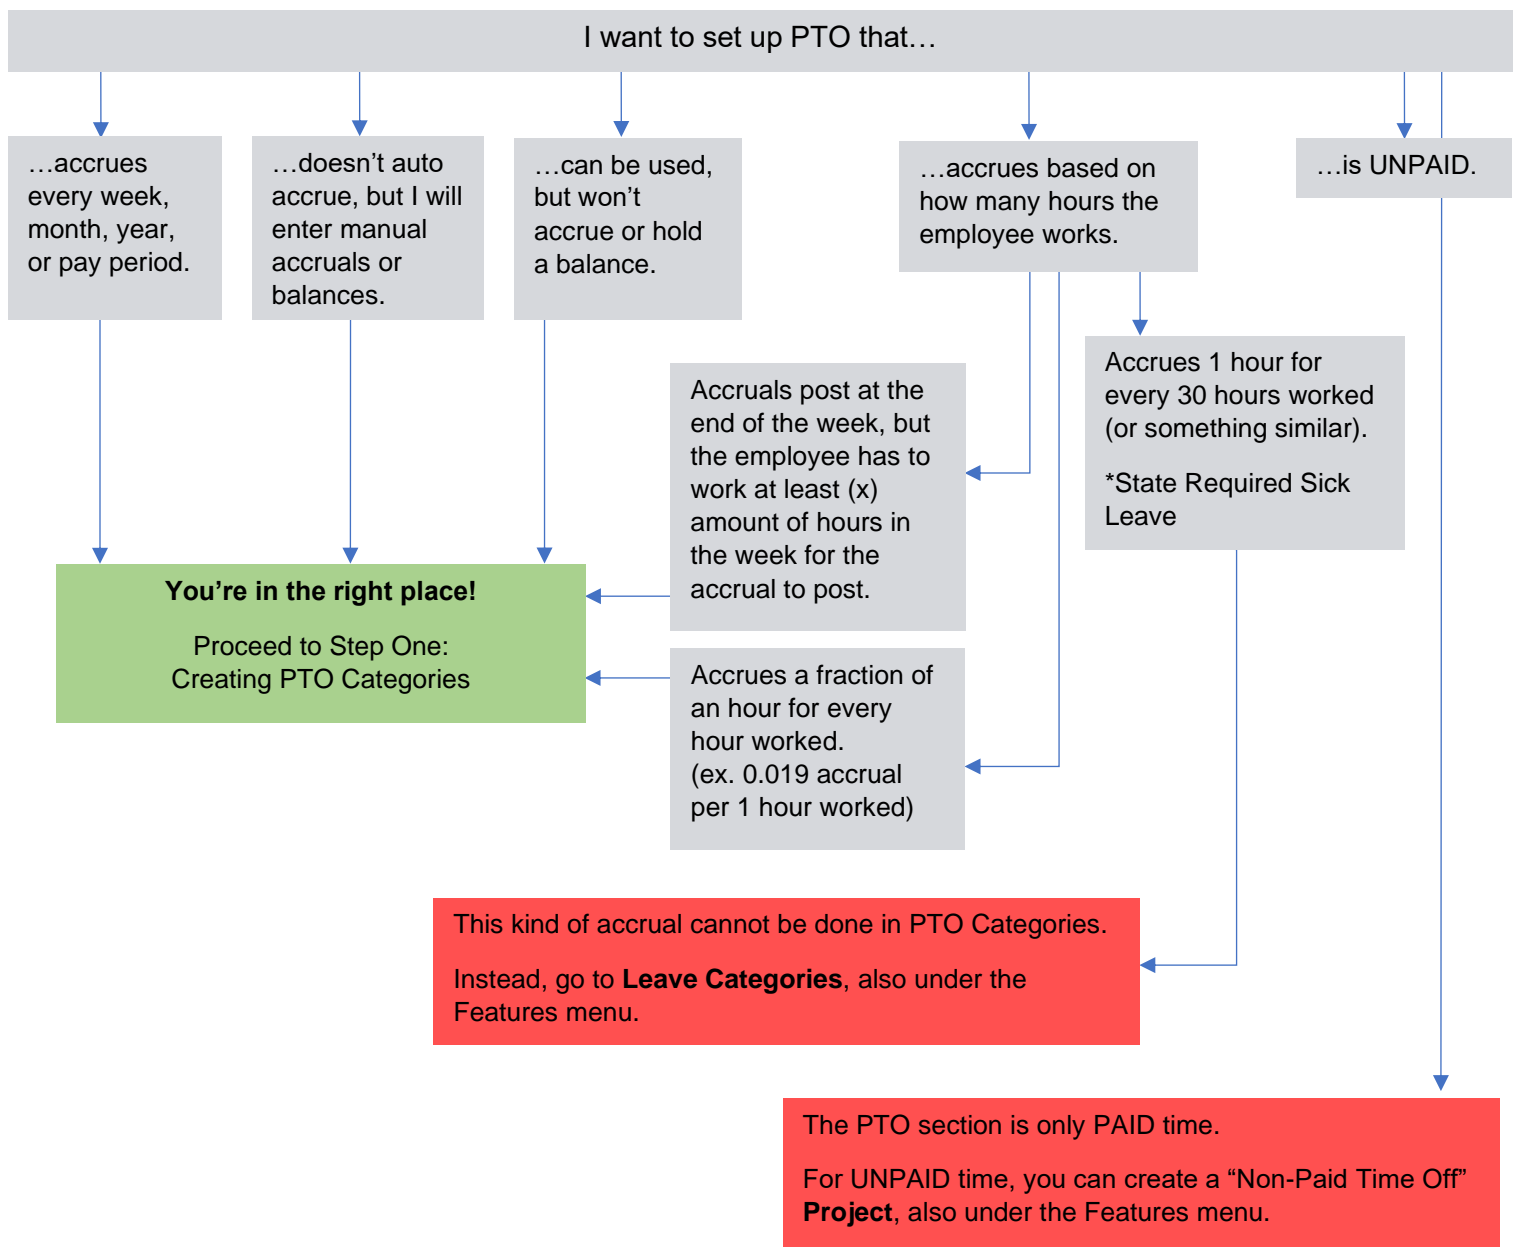 I want to set up PTO that…
…accrues
every week,
month, year,
or pay period.
…doesn’t auto
accrue, but I will
enter manual
accruals or
balances.
…can be used,
but won’t
accrue or hold
a balance.
…accrues based on
how many hours the
employee works.
…is UNPAID.
Accruals post at the
end of the week, but
the employee has to
work at least (x)
amount of hours in
the week for the
accrual to post.
Accrues 1 hour for
every 30 hours worked
(or something similar).
*State Required Sick
Leave
You’re in the right place!
Proceed to Step One:
Creating PTO Categories
Accrues a fraction of
an hour for every
hour worked.
(ex. 0.019 accrual
per 1 hour worked)
This kind of accrual cannot be done in PTO Categories.
Instead, go to Leave Categories, also under the
Features menu.
The PTO section is only PAID time.
For UNPAID time, you can create a “Non-Paid Time Off”
Project, also under the Features menu.